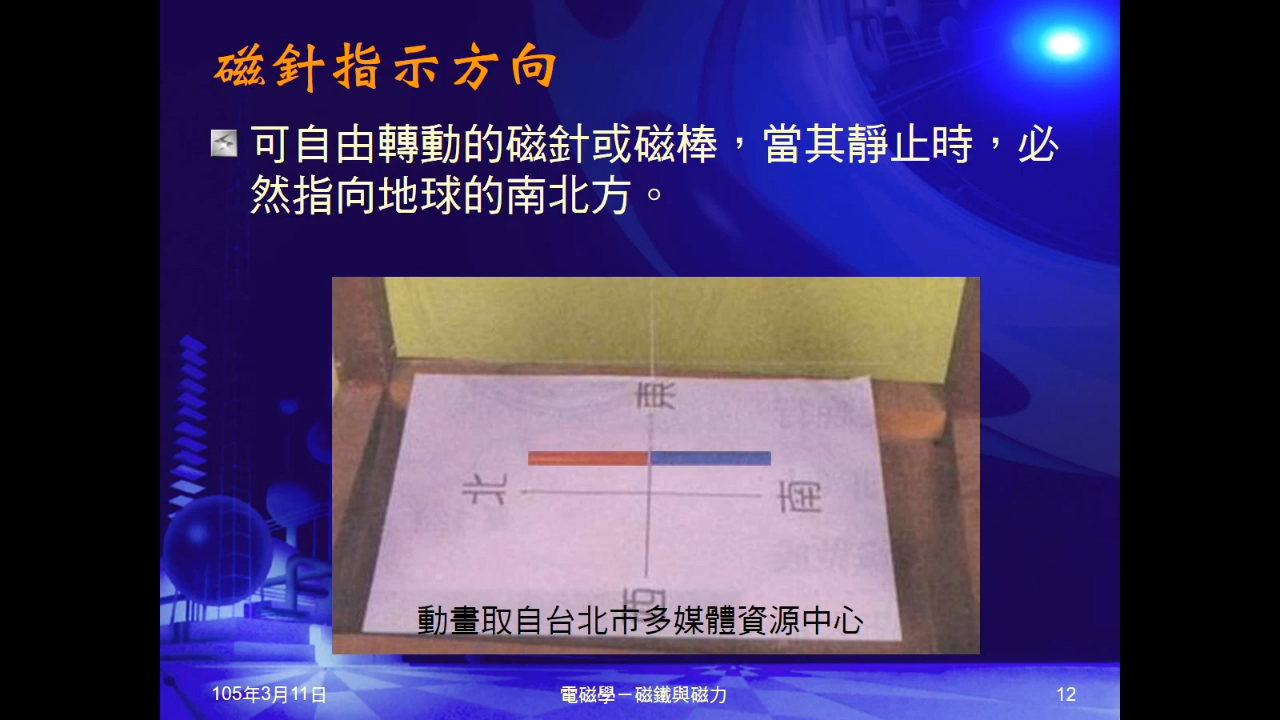 磁針指示方向
可自由轉動的磁針或磁棒，當其靜止時，必
然指向地球的南北方。
東
北
南
西
動畫取自台北市多媒體資源中心
105年3月11日
電磁學－磁鐵與磁力
12